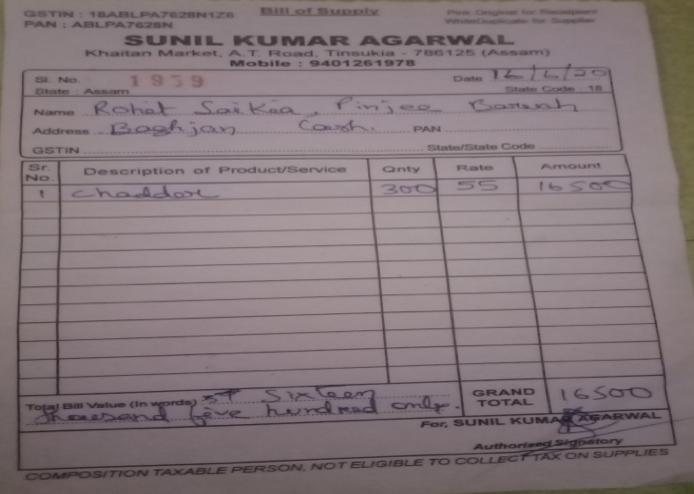 GSTIN : 18ABLPA7628N1Z6 Bill of Supply Pink Original for Receipient
PAN : ABLPA7628N White/Duplicate for Supplier
SUNIL KUMAR AGARWAL
Khaitan Market, A.T. Road, Tinsukia - 786125 (Assam)
Mobile : 9401261978
Sl. No. 1959 Date 16/6/20
State : Assam State Code : 18
Name Rohit Saikia, Pinjee Baruah
Address Baghjan Cash. PAN
GSTIN State/State Code
Sr. No. Description of Product/Service Qnty Rate Amount
1 Chaddar 300 55 16500
Total Bill Value (In words) Sixteen GRAND TOTAL 16500
thousand five hundred only.
For, SUNIL KUMAR AGARWAL
Authorised Signatory
COMPOSITION TAXABLE PERSON, NOT ELIGIBLE TO COLLECT TAX ON SUPPLIES